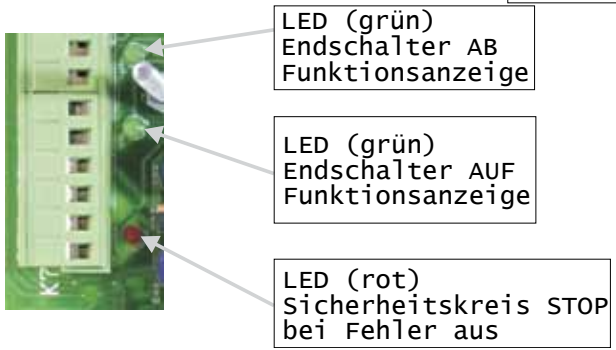 LED (grün)
Endschalter AB
Funktionsanzeige
LED (grün)
Endschalter AUF
Funktionsanzeige
LED (rot)
Sicherheitskreis STOP
bei Fehler aus